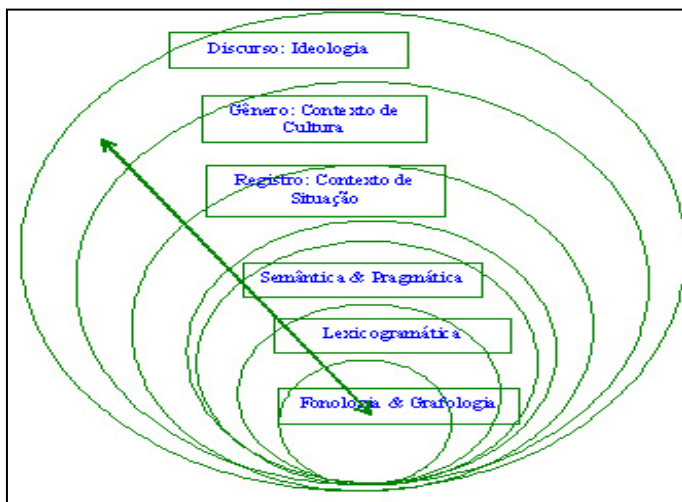 Discurso: Ideologia
Gênero: Contexto de
Cultura
Registro: Contexto de
Situação
Semântica & Pragmática
Lexicogramática
Fonologia & Grafologia